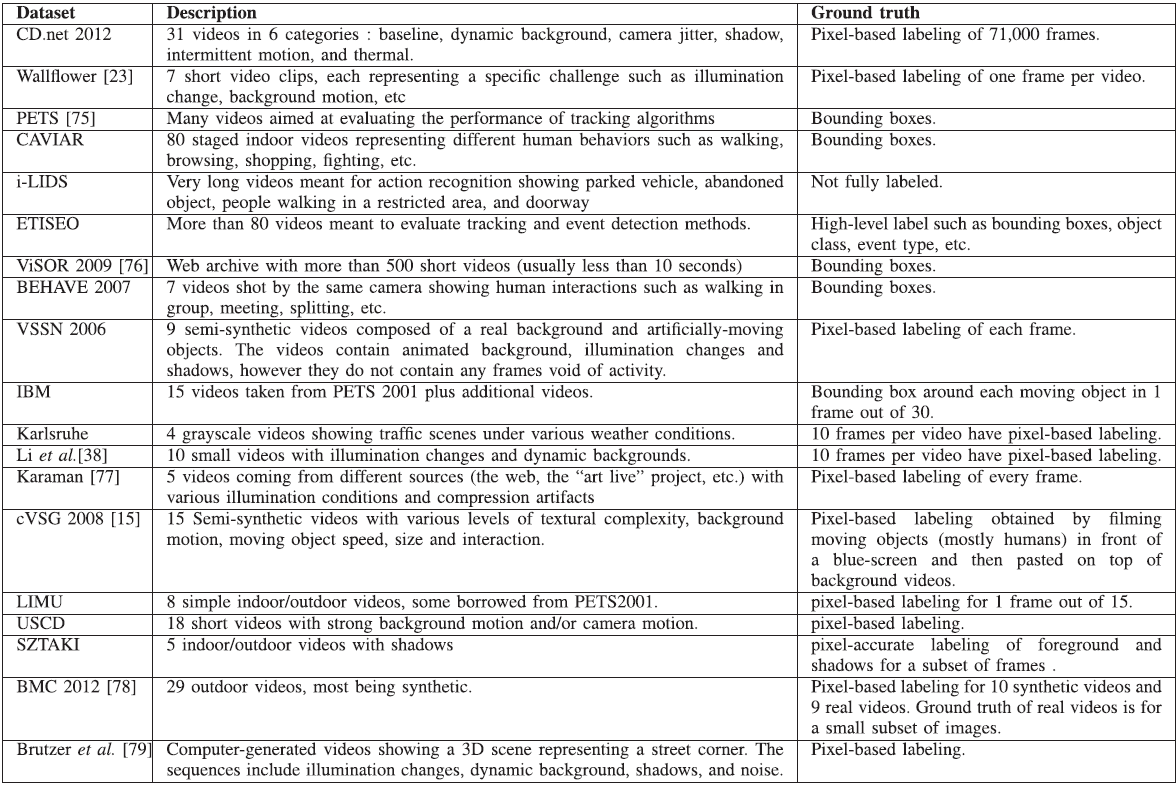 Dataset Description Ground truth
CD.net 2012 31 videos in 6 categories : baseline, dynamic background, camera jitter, shadow, Pixel-based labeling of 71,000 frames.
intermittent motion, and thermal.
Wallflower [23] 7 short video clips, each representing a specific challenge such as illumination Pixel-based labeling of one frame per video.
change, background motion, etc
PETS [75] Many videos aimed at evaluating the performance of tracking algorithms Bounding boxes.
CAVIAR 80 staged indoor videos representing different human behaviors such as walking, Bounding boxes.
browsing, shopping, fighting, etc.
i-LIDS Very long videos meant for action recognition showing parked vehicle, abandoned Not fully labeled.
object, people walking in a restricted area, and doorway
ETISEO More than 80 videos meant to evaluate tracking and event detection methods. High-level label such as bounding boxes, object
class, event type, etc.
ViSOR 2009 [76] Web archive with more than 500 short videos (usually less than 10 seconds) Bounding boxes.
BEHAVE 2007 7 videos shot by the same camera showing human interactions such as walking in Bounding boxes.
group, meeting, splitting, etc.
VSSN 2006 9 semi-synthetic videos composed of a real background and artificially-moving Pixel-based labeling of each frame.
objects. The videos contain animated background, illumination changes and
shadows, however they do not contain any frames void of activity.
IBM 15 videos taken from PETS 2001 plus additional videos. Bounding box around each moving object in 1
frame out of 30.
Karlsruhe 4 grayscale videos showing traffic scenes under various weather conditions. 10 frames per video have pixel-based labeling.
Li et al.[38] 10 small videos with illumination changes and dynamic backgrounds. 10 frames per video have pixel-based labeling.
Karaman [77] 5 videos coming from different sources (the web, the “art live” project, etc.) with Pixel-based labeling of every frame.
various illumination conditions and compression artifacts
cVSG 2008 [15] 15 Semi-synthetic videos with various levels of textural complexity, background Pixel-based labeling obtained by filming
motion, moving object speed, size and interaction. moving objects (mostly humans) in front of
a blue-screen and then pasted on top of
background videos.
LIMU 8 simple indoor/outdoor videos, some borrowed from PETS2001. pixel-based labeling for 1 frame out of 15.
USCD 18 short videos with strong background motion and/or camera motion. pixel-based labeling.
SZTAKI 5 indoor/outdoor videos with shadows pixel-accurate labeling of foreground and
shadows for a subset of frames .
BMC 2012 [78] 29 outdoor videos, most being synthetic. Pixel-based labeling for 10 synthetic videos and
9 real videos. Ground truth of real videos is for
a small subset of images.
Brutzer et al. [79] Computer-generated videos showing a 3D scene representing a street corner. The Pixel-based labeling.
sequences include illumination changes, dynamic background, shadows, and noise.